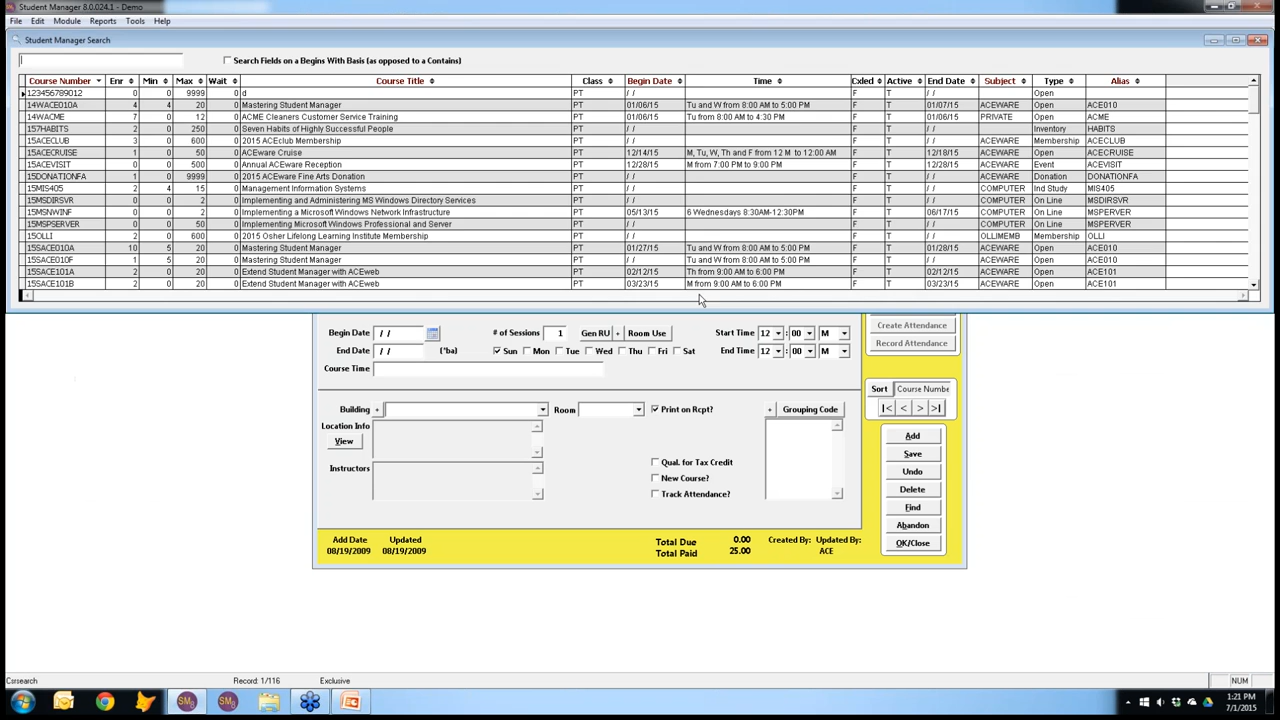 Student Manager 8.0.024.1 - Demo
File Edit Module Reports Tools Help
Student Manager Search
Search Fields on a Begins With Basis (as opposed to a Contains)
Course Number Enr Min Max Wait Course Title Class Begin Date Time Cxled Active End Date Subject Type Alias
123456789012 0 0 9999 0 d PT / / F T / / Open
14WACE010A 4 4 20 0 Mastering Student Manager PT 01/06/15 Tu and W from 8:00 AM to 5:00 PM F T 01/07/15 ACEWARE Open ACE010
14WACME 7 0 12 0 ACME Cleaners Customer Service Training PT 01/06/15 Tu from 8:00 AM to 4:30 PM F T 01/06/15 PRIVATE Open ACME
157HABITS 2 0 250 0 Seven Habits of Highly Successful People PT / / F T / / Inventory HABITS
15ACECLUB 3 0 600 0 2015 ACEclub Membership PT / / F T / / ACEWARE Membership ACECLUB
15ACECRUISE 1 0 50 0 ACEware Cruise PT 12/14/15 M, Tu, W, Th and F from 12 M to 12:00 AM F T 12/18/15 ACEWARE Open ACECRUISE
15ACEVISIT 0 0 500 0 Annual ACEware Reception PT 12/28/15 M from 7:00 PM to 9:00 PM F T 12/28/15 ACEWARE Event ACEVISIT
15DONATIONFA 1 0 9999 0 2015 ACEware Fine Arts Donation PT / / F T / / ACEWARE Donation DONATIONFA
15MIS405 2 4 15 0 Management Information Systems PT / / F T / / COMPUTER Ind Study MIS405
15MSDIRSVR 0 0 0 0 Implementing and Administering MS Windows Directory Services PT / / F T / / COMPUTER On Line MSDIRSVR
15MSNWINF 0 0 2 0 Implementing a Microsoft Windows Network Infrastructure PT 05/13/15 6 Wednesdays 8:30AM-12:30PM F T 06/17/15 COMPUTER On Line MSPERVER
15MSPSERVER 0 0 50 0 Implementing Microsoft Windows Professional and Server PT / / F T / / COMPUTER On Line MSPERVER
15OLLI 2 0 600 0 2015 Osher Lifelong Learning Institute Membership PT / / F T / / OLLIMEMB Membership OLLI
15SACE010A 10 5 20 0 Mastering Student Manager PT 01/27/15 Tu and W from 8:00 AM to 5:00 PM F T 01/28/15 ACEWARE Open ACE010
15SACE010F 1 5 20 0 Mastering Student Manager PT / / Tu and W from 8:00 AM to 5:00 PM F T / / ACEWARE Open ACE010
15SACE101A 2 0 20 0 Extend Student Manager with ACEweb PT 02/12/15 Th from 9:00 AM to 6:00 PM F T 02/12/15 ACEWARE Open ACE101
15SACE101B 2 0 20 0 Extend Student Manager with ACEweb PT 03/23/15 M from 9:00 AM to 6:00 PM F T 03/23/15 ACEWARE Open ACE101
Create Attendance
Begin Date / / # of Sessions 1 Gen RU + Room Use Start Time 12 : 00 M
Record Attendance
End Date / / (*ba) Sun Mon Tue Wed Thu Fri Sat End Time 12 : 00 M
Course Time
Sort Course Numbe
|< < > >|
Building + Room Print on Rcpt? + Grouping Code
Location Info
View
Instructors
Qual. for Tax Credit
New Course?
Track Attendance?
Add
Save
Undo
Delete
Find
Abandon
OK/Close
Add Date Updated Total Due 0.00 Created By: Updated By:
08/19/2009 08/19/2009 Total Paid 25.00 ACE
Csrsearch Record: 1/116 Exclusive NUM
1:21 PM
7/1/2015